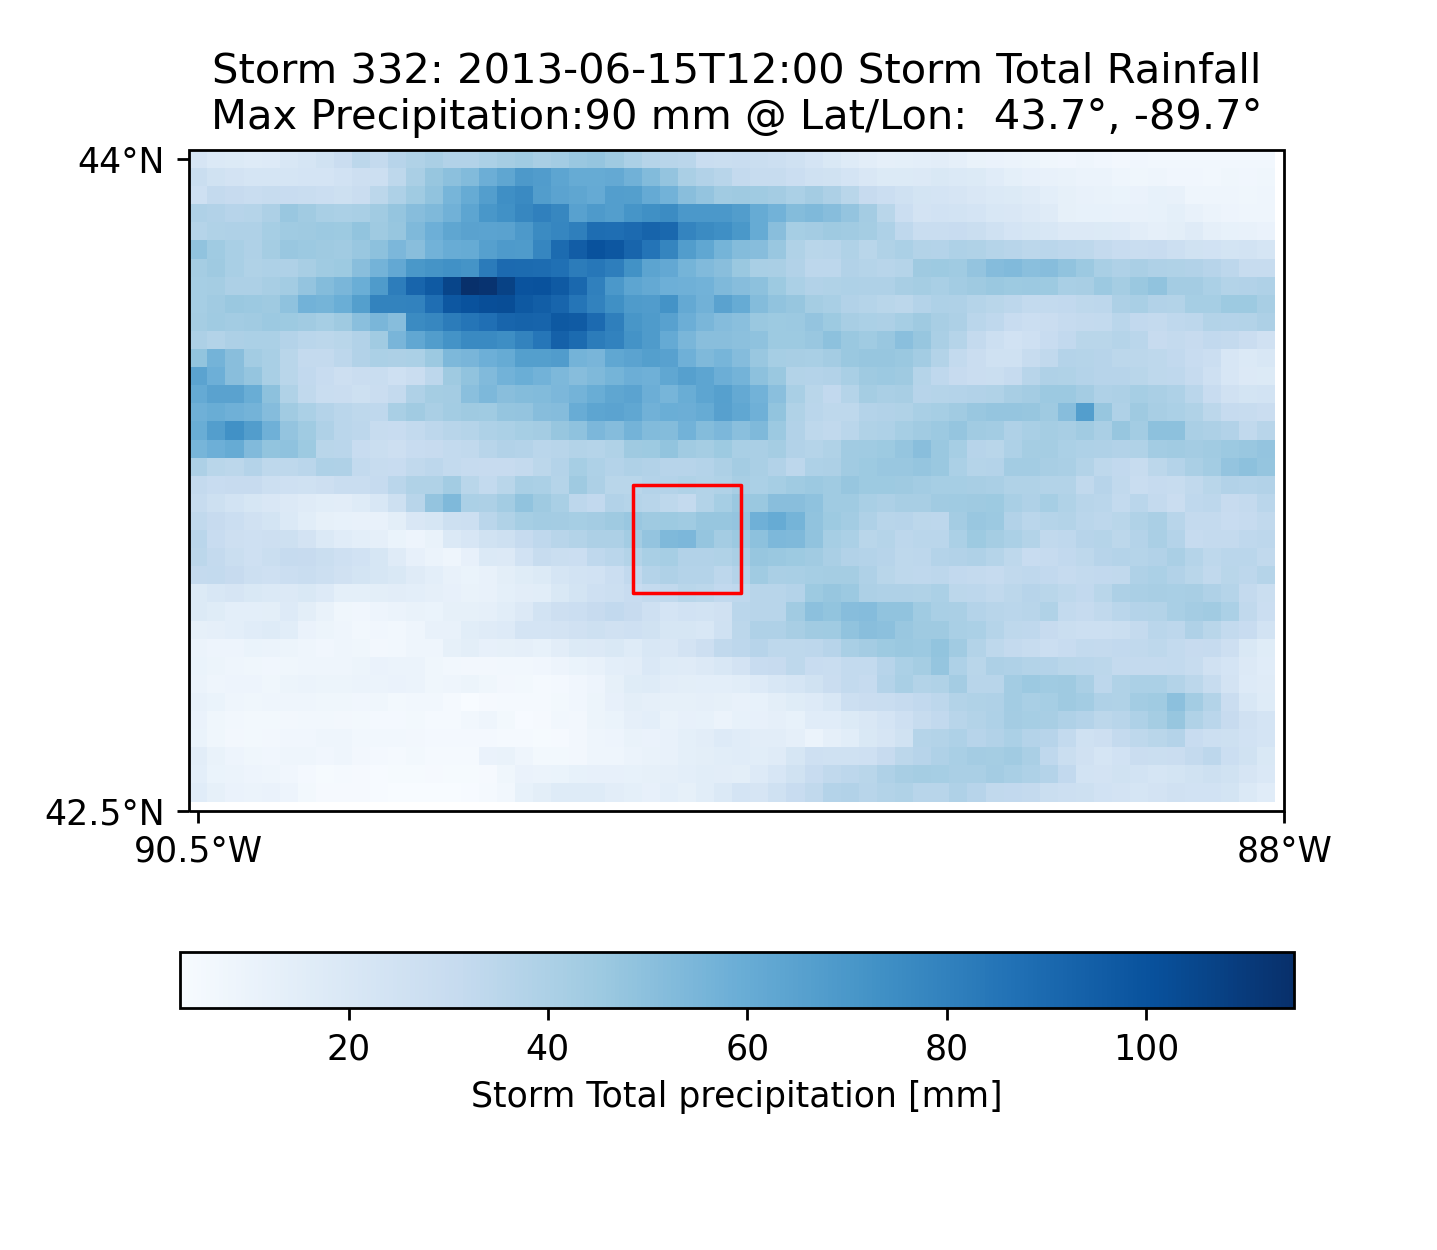 Storm 332: 2013-06-15T12:00 Storm Total Rainfall
Max Precipitation:90 mm @ Lat/Lon:  43.7°, -89.7°
44°N
42.5°N
90.5°W 88°W
20 40 60 80 100
Storm Total precipitation [mm]